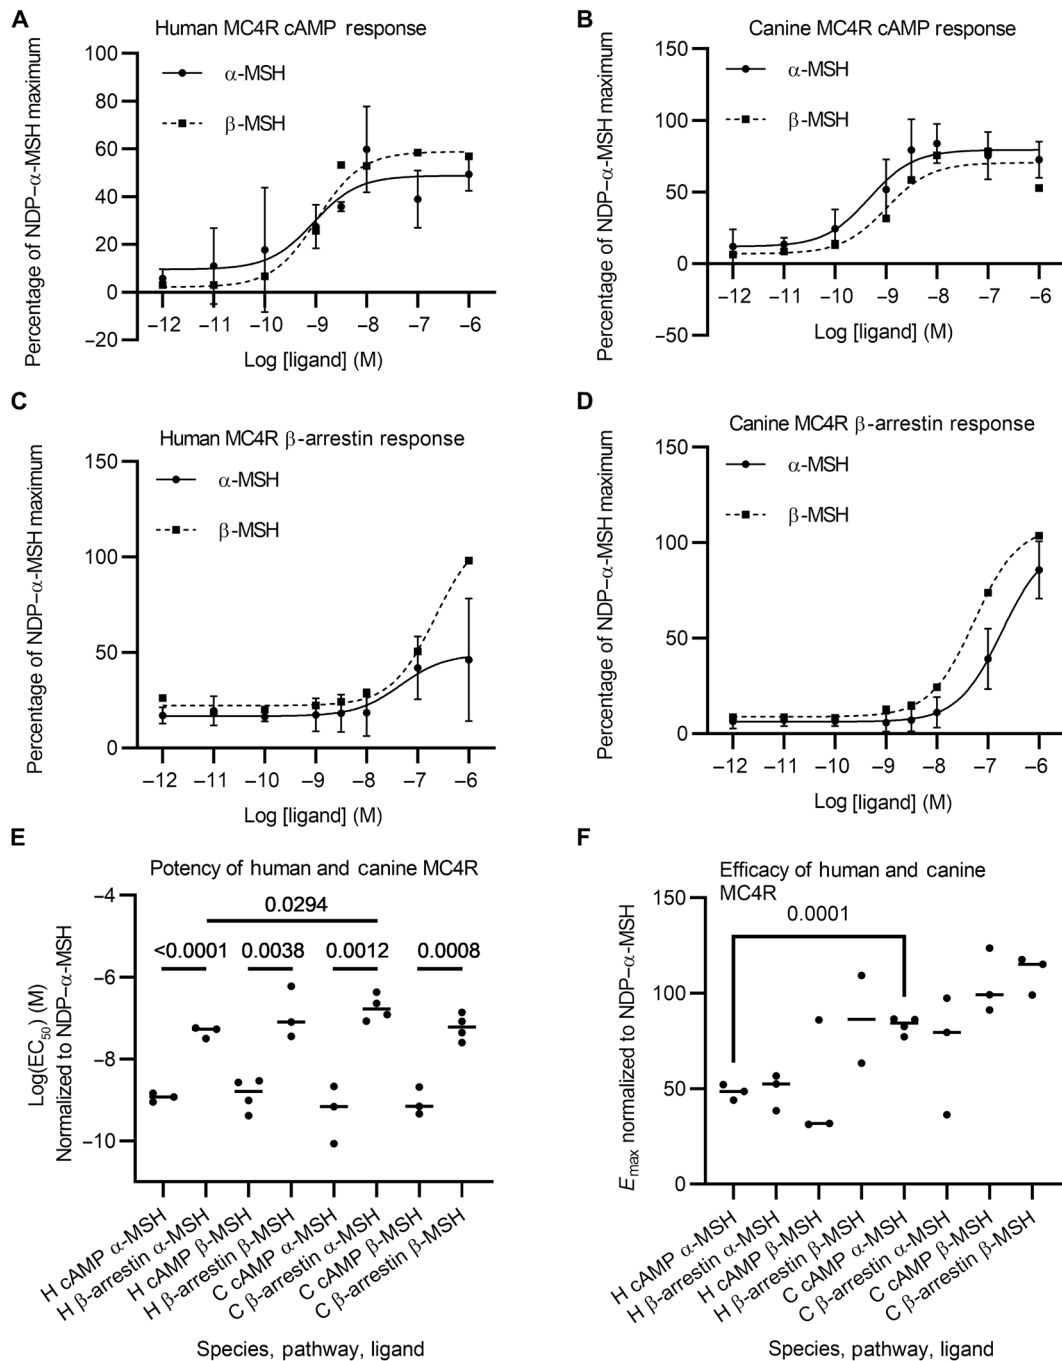 A
Human MC4R cAMP response
Percentage of NDP–α-MSH maximum
100
80
60
40
20
0
–20
α-MSH
β-MSH
–12 –11 –10 –9 –8 –7 –6
Log [ligand] (M)
B
Canine MC4R cAMP response
Percentage of NDP–α-MSH maximum
150
100
50
0
–50
α-MSH
β-MSH
–12 –11 –10 –9 –8 –7 –6
Log [ligand] (M)
C
Human MC4R β-arrestin response
Percentage of NDP–α-MSH maximum
150
100
50
0
α-MSH
β-MSH
–12 –11 –10 –9 –8 –7 –6
Log [ligand] (M)
D
Canine MC4R β-arrestin response
Percentage of NDP–α-MSH maximum
150
100
50
0
α-MSH
β-MSH
–12 –11 –10 –9 –8 –7 –6
Log [ligand] (M)
E
Potency of human and canine MC4R
Log(EC50) (M)
Normalized to NDP–α-MSH
–4
–6
–8
–10
0.0294
<0.0001 0.0038 0.0012 0.0008
H cAMP α-MSH
H β-arrestin α-MSH
H cAMP β-MSH
H β-arrestin β-MSH
C cAMP α-MSH
C β-arrestin α-MSH
C cAMP β-MSH
C β-arrestin β-MSH
Species, pathway, ligand
F
Efficacy of human and canine
MC4R
Emax normalized to NDP–α-MSH
150
100
50
0
0.0001
H cAMP α-MSH
H β-arrestin α-MSH
H cAMP β-MSH
H β-arrestin β-MSH
C cAMP α-MSH
C β-arrestin α-MSH
C cAMP β-MSH
C β-arrestin β-MSH
Species, pathway, ligand